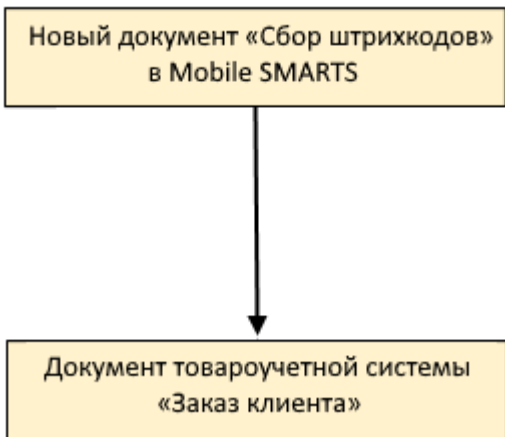 Новый документ «Сбор штрихкодов»
в Mobile SMARTS
Документ товароучетной системы
«Заказ клиента»